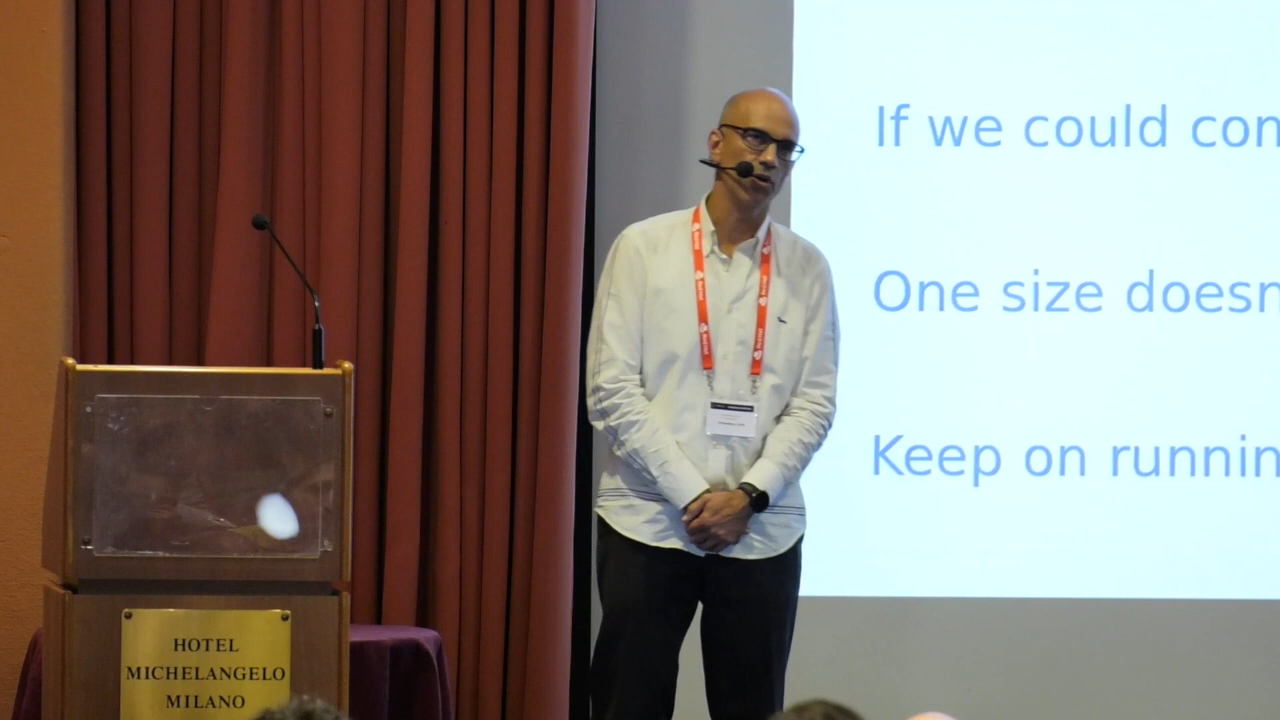 If we could con
One size doesn
Keep on runnin
HOTEL
MICHELANGELO
MILANO